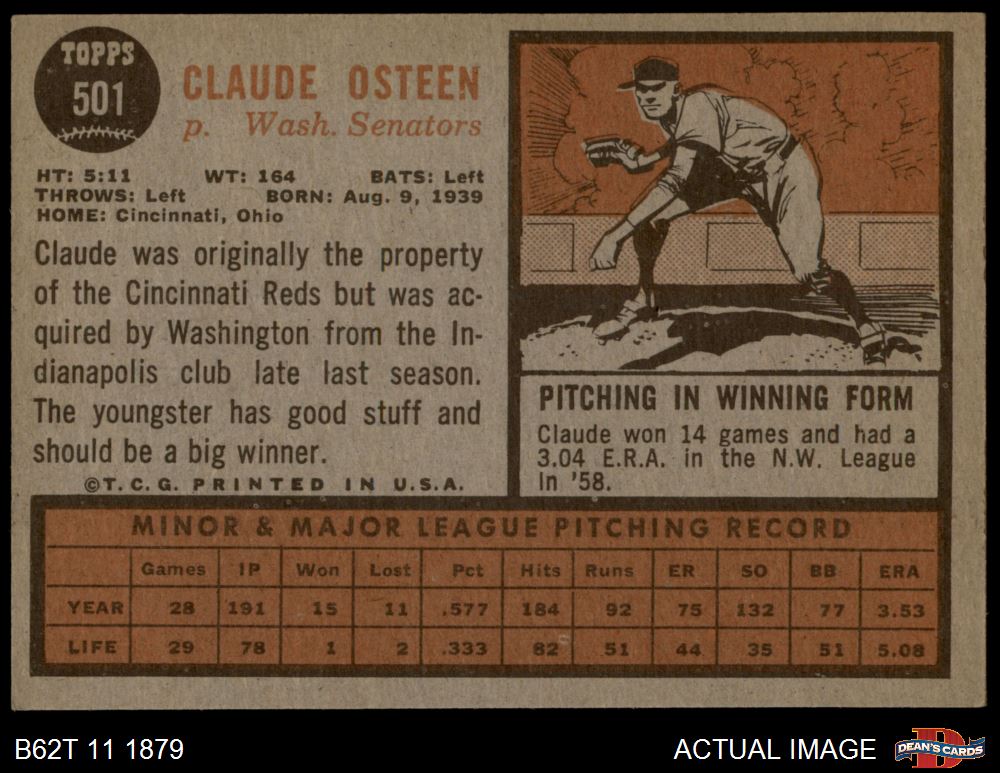 TOPPS
501
CLAUDE OSTEEN
p. Wash. Senators
HT: 5:11 WT: 164 BATS: Left
THROWS: Left BORN: Aug. 9, 1939
HOME: Cincinnati, Ohio
Claude was originally the property
of the Cincinnati Reds but was ac-
quired by Washington from the In-
dianapolis club late last season.
The youngster has good stuff and
should be a big winner.
©T.C.G. PRINTED IN U.S.A.
PITCHING IN WINNING FORM
Claude won 14 games and had a
3.04 E.R.A. in the N.W. League
in '58.
MINOR & MAJOR LEAGUE PITCHING RECORD
Games IP Won Lost Pct Hits Runs ER SO BB ERA
YEAR 28 191 15 11 .577 184 92 75 132 77 3.53
LIFE 29 78 1 2 .333 82 51 44 35 51 5.08
B62T 11 1879
ACTUAL IMAGE
D
DEAN'S CARDS